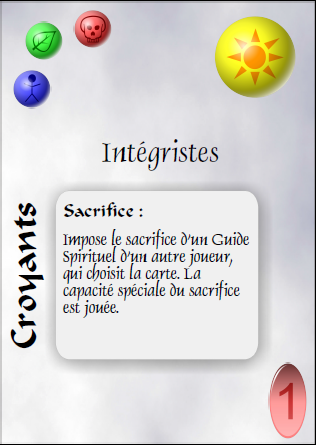 Intégristes
Croyants
Sacrifice :
Impose le sacrifice d'un Guide
Spirituel d'un autre joueur,
qui choisit la carte. La
capacité spéciale du sacrifice
est jouée.
1